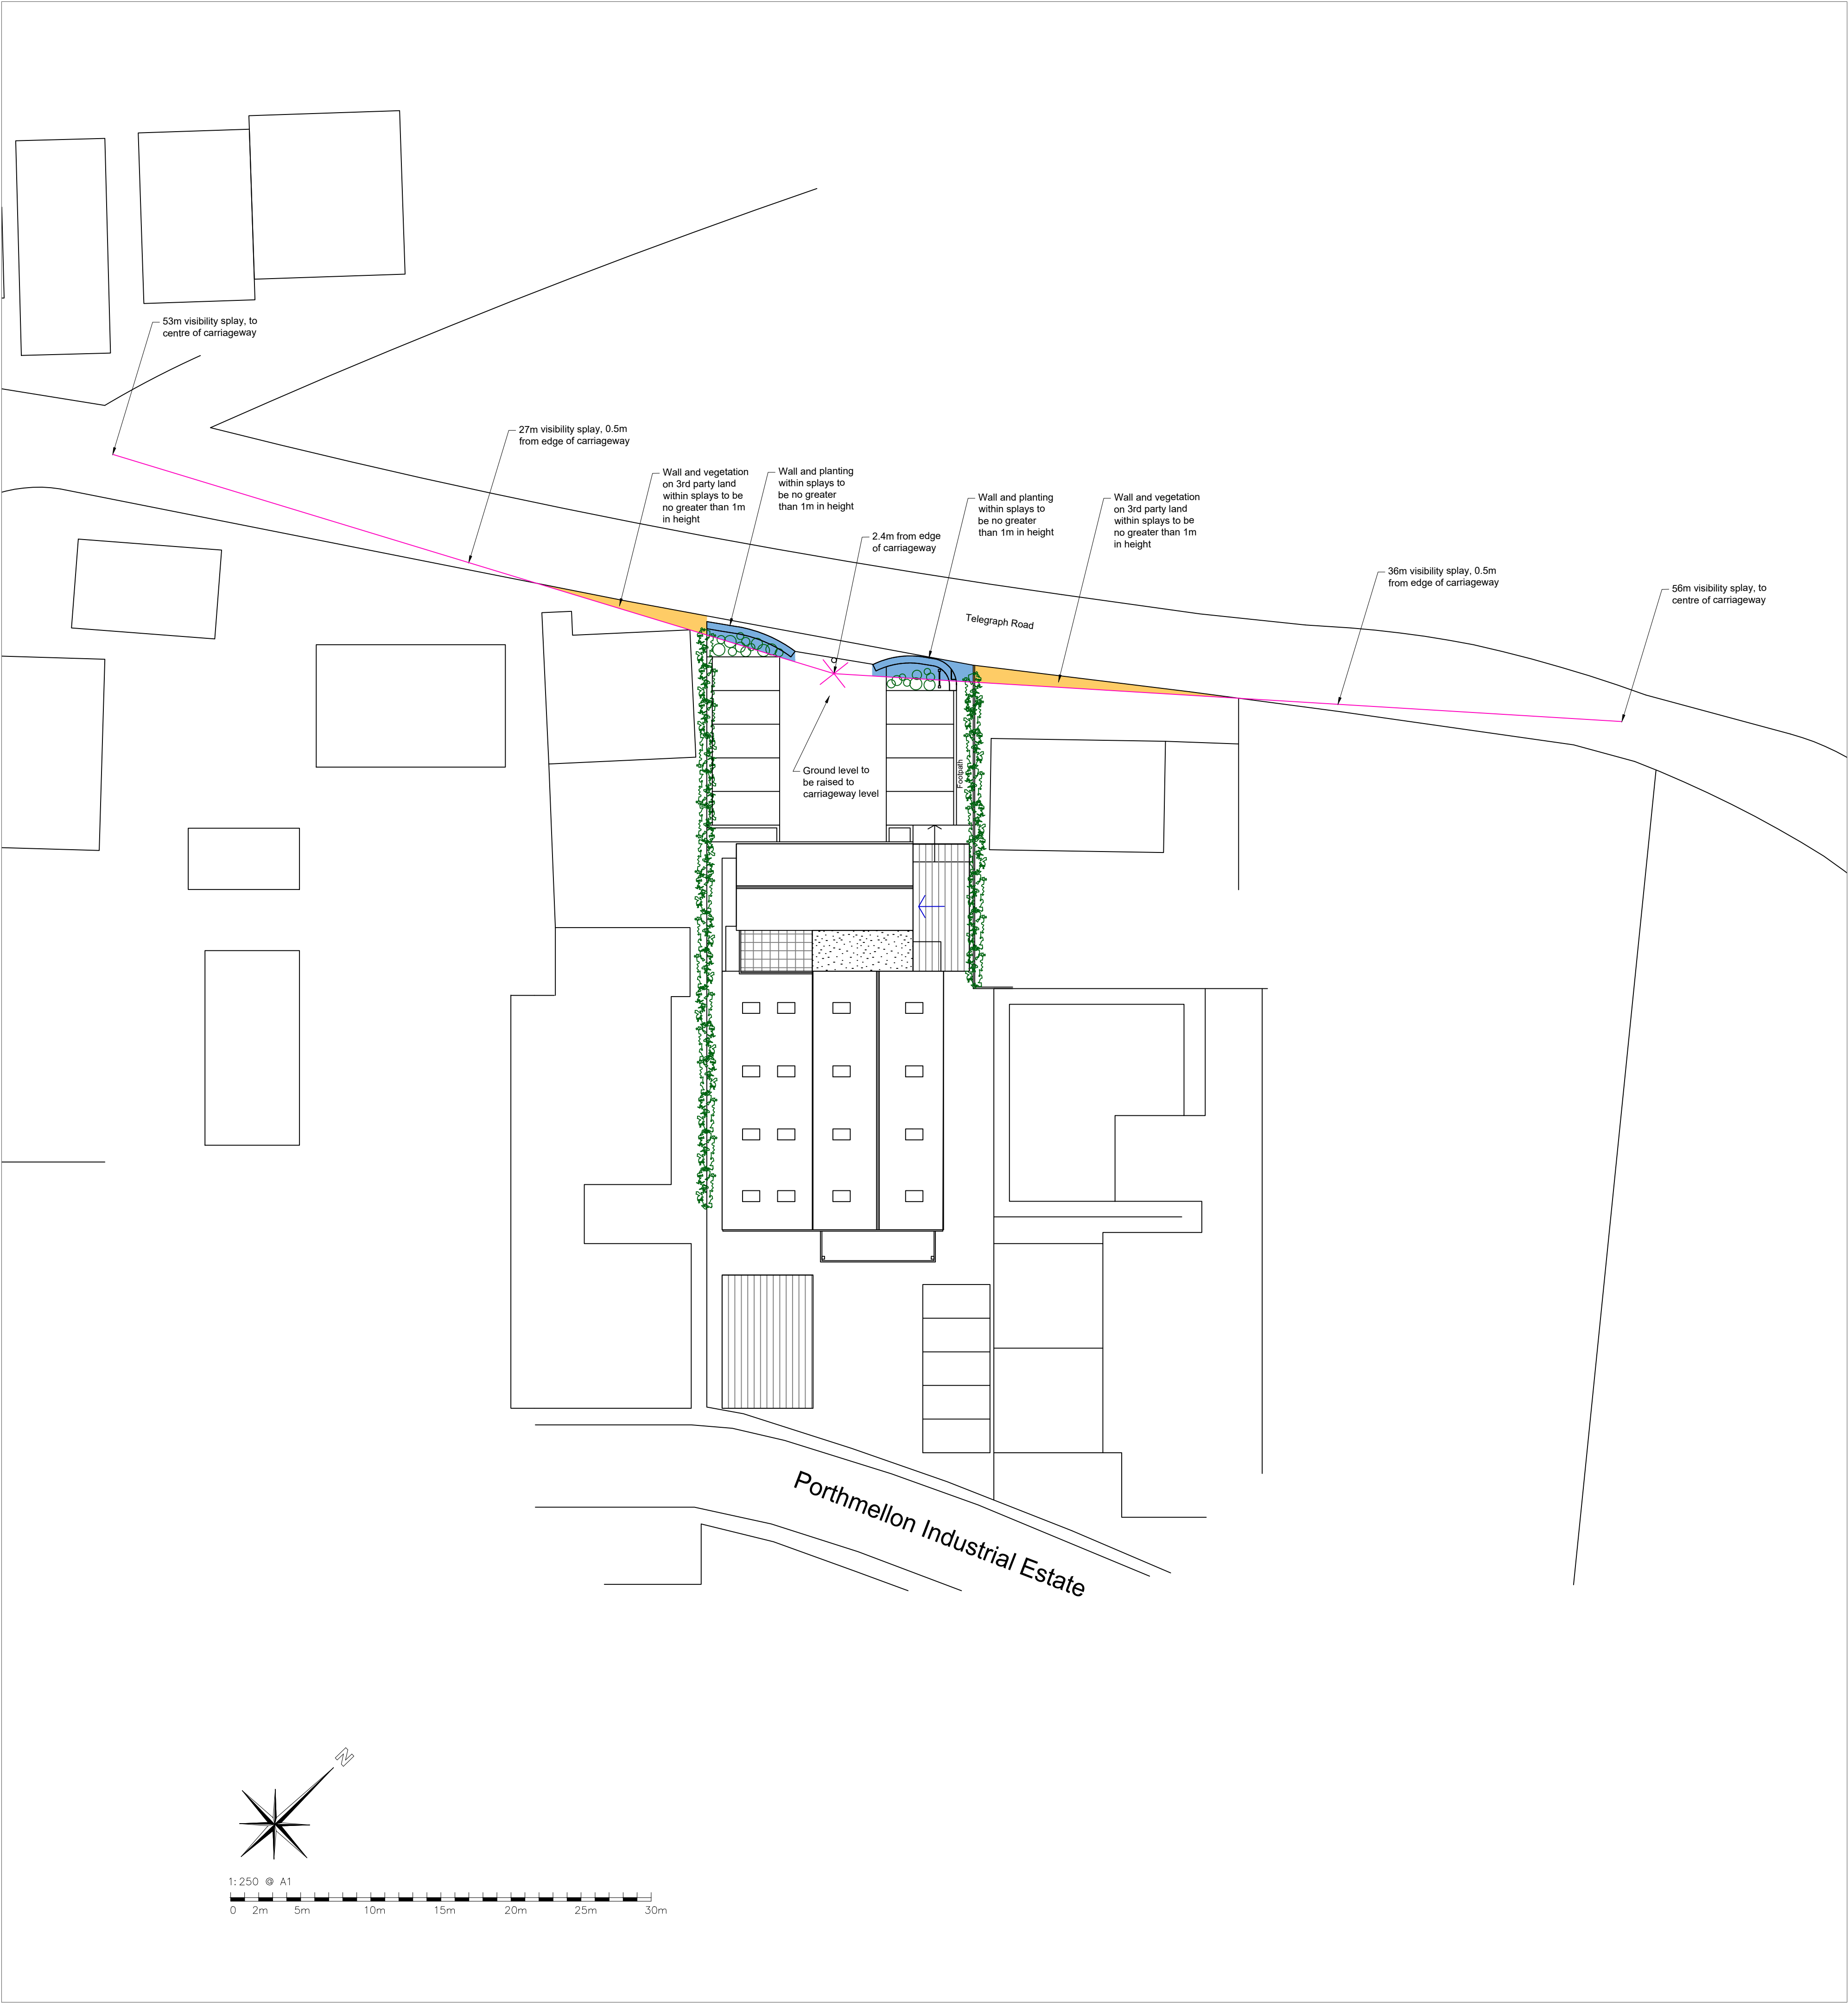 53m visibility splay, to
centre of carriageway
27m visibility splay, 0.5m
from edge of carriageway
Wall and vegetation
on 3rd party land
within splays to be
no greater than 1m
in height
Wall and planting
within splays to
be no greater
than 1m in height
2.4m from edge
of carriageway
Wall and planting
within splays to
be no greater
than 1m in height
Wall and vegetation
on 3rd party land
within splays to be
no greater than 1m
in height
36m visibility splay, 0.5m
from edge of carriageway
56m visibility splay, to
centre of carriageway
Telegraph Road
Ground level to
be raised to
carriageway level
Footpath
Porthmellon Industrial Estate
N
1:250 @ A1
0 2m 5m 10m 15m 20m 25m 30m